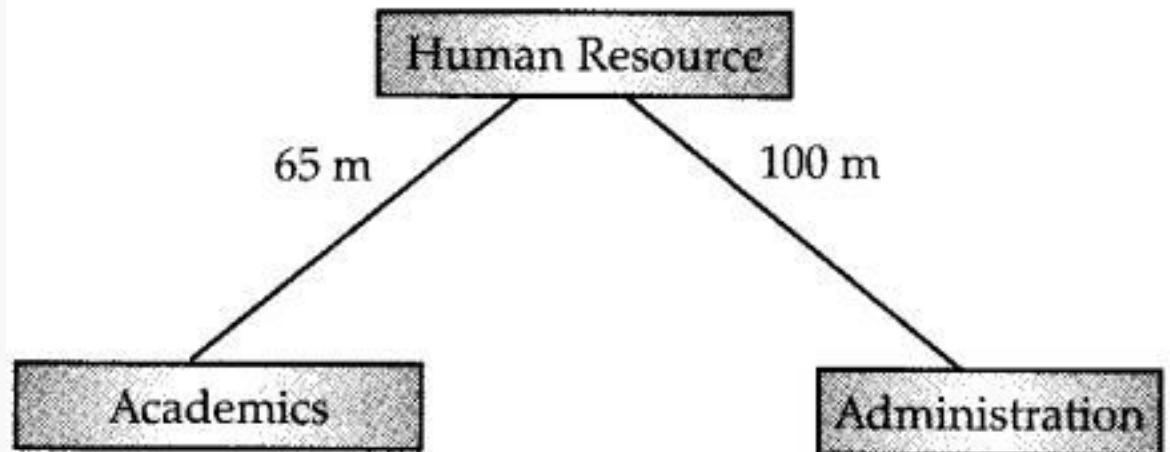 Human Resource
65 m
100 m
Academics
Administration